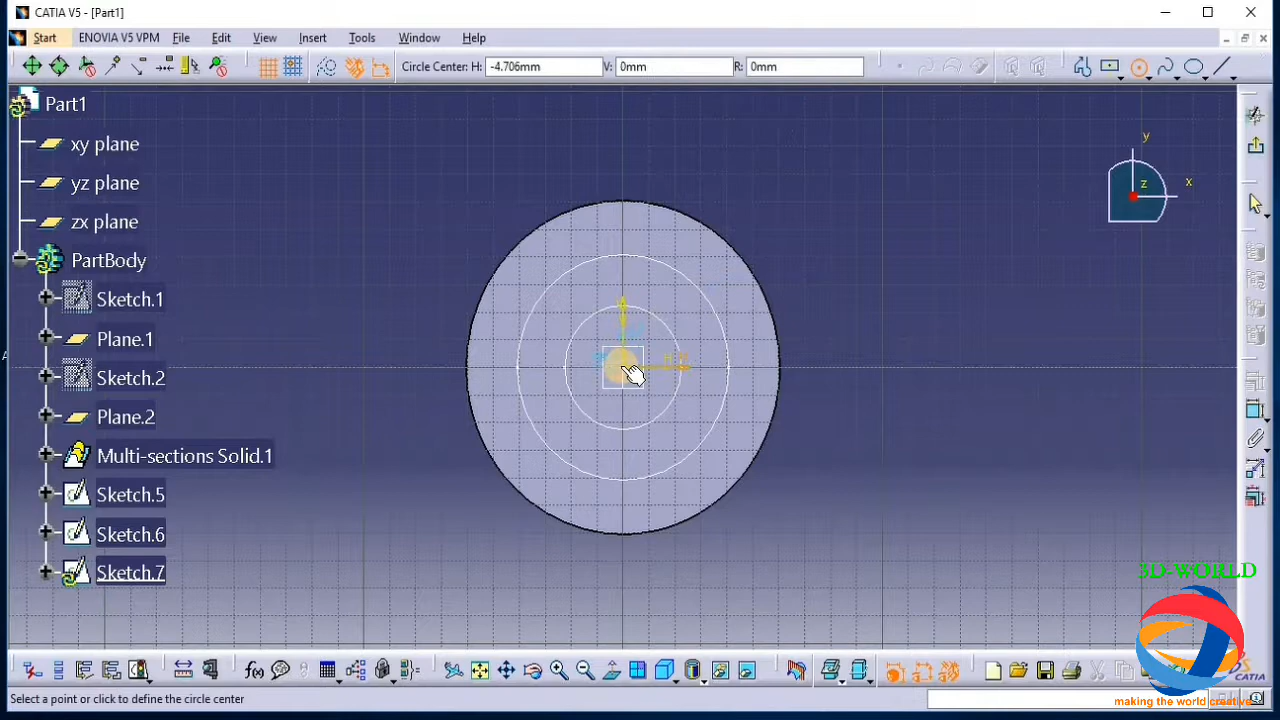 CATIA V5 - [Part1]
Start ENOVIA V5 VPM File Edit View Insert Tools Window Help
Circle Center: H: -4.706mm V: 0mm R: 0mm
Part1
xy plane
yz plane
zx plane
PartBody
Sketch.1
Plane.1
Sketch.2
Plane.2
Multi-sections Solid.1
Sketch.5
Sketch.6
Sketch.7
y
z
x
H
f(x)
3D-WORLD
CATIA
making the world creative
Select a point or click to define the circle center